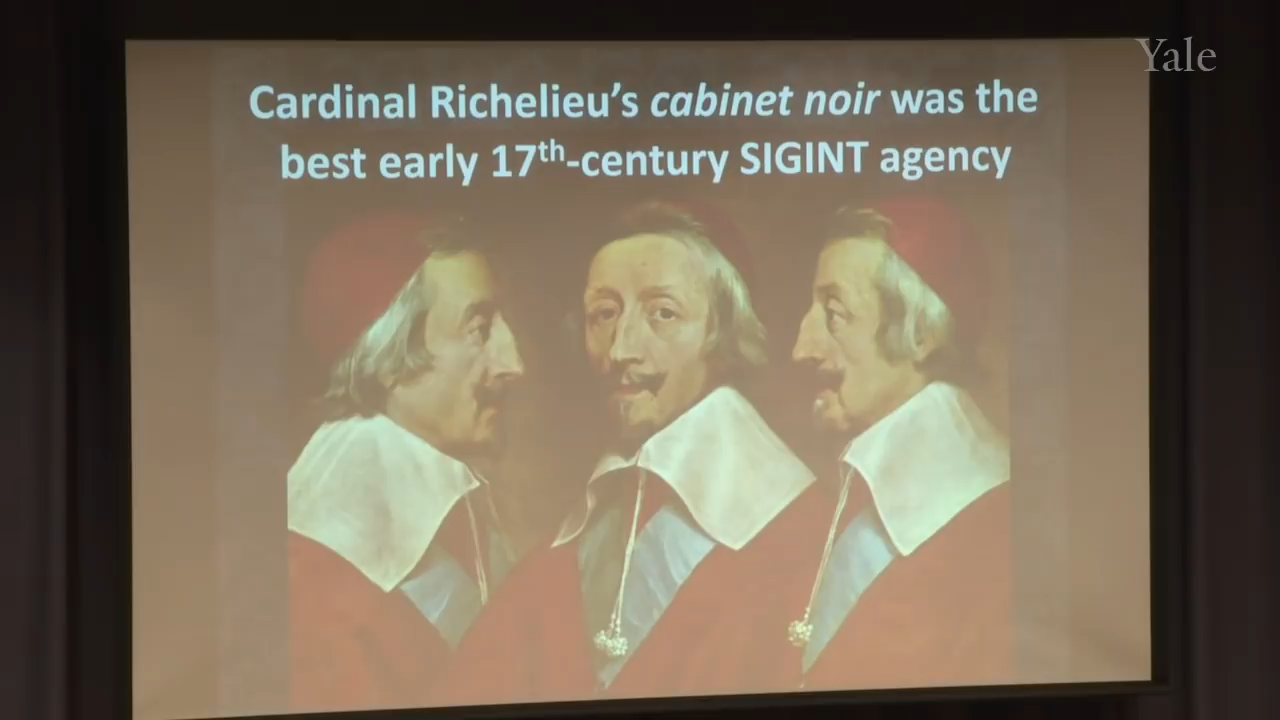 Yale
Cardinal Richelieu's cabinet noir was the
best early 17th-century SIGINT agency